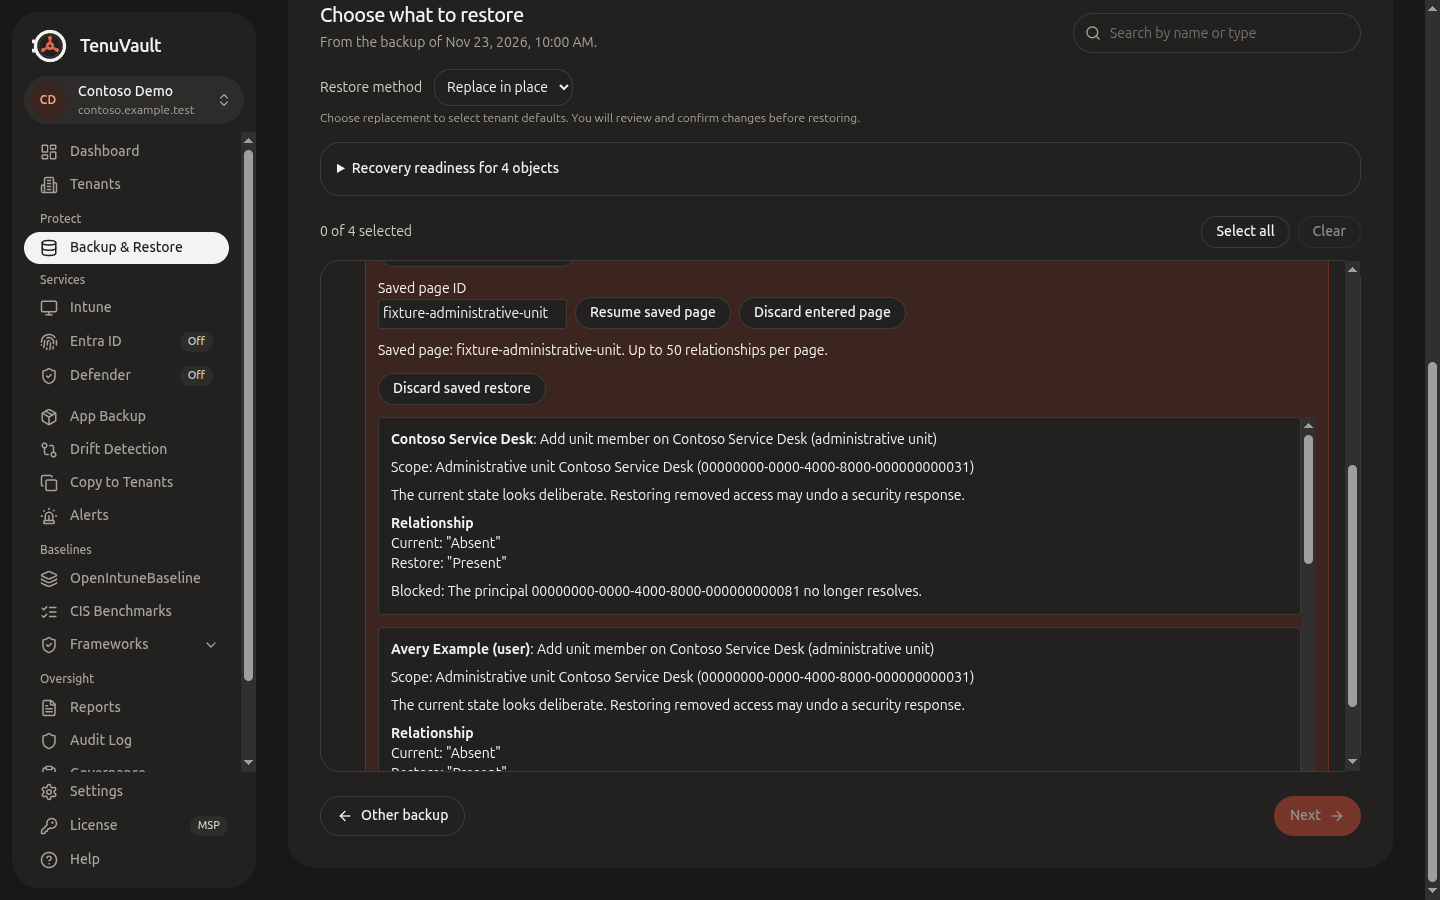 TenuVault
CD
Contoso Demo
contoso.example.test
Dashboard
Tenants
Protect
Backup & Restore
Services
Intune
Entra ID
Off
Defender
Off
App Backup
Drift Detection
Copy to Tenants
Alerts
Baselines
OpenIntuneBaseline
CIS Benchmarks
Frameworks
Oversight
Reports
Audit Log
Governance
Settings
License
MSP
Help
Choose what to restore
From the backup of Nov 23, 2026, 10:00 AM.
Search by name or type
Restore method
Replace in place
Choose replacement to select tenant defaults. You will review and confirm changes before restoring.
Recovery readiness for 4 objects
0 of 4 selected
Select all
Clear
Saved page ID
fixture-administrative-unit
Resume saved page
Discard entered page
Saved page: fixture-administrative-unit. Up to 50 relationships per page.
Discard saved restore
Contoso Service Desk: Add unit member on Contoso Service Desk (administrative unit)
Scope: Administrative unit Contoso Service Desk (00000000-0000-4000-8000-000000000031)
The current state looks deliberate. Restoring removed access may undo a security response.
Relationship
Current: "Absent"
Restore: "Present"
Blocked: The principal 00000000-0000-4000-8000-000000000081 no longer resolves.
Avery Example (user): Add unit member on Contoso Service Desk (administrative unit)
Scope: Administrative unit Contoso Service Desk (00000000-0000-4000-8000-000000000031)
The current state looks deliberate. Restoring removed access may undo a security response.
Relationship
Current: "Absent"
Restore: "Present"
Other backup
Next